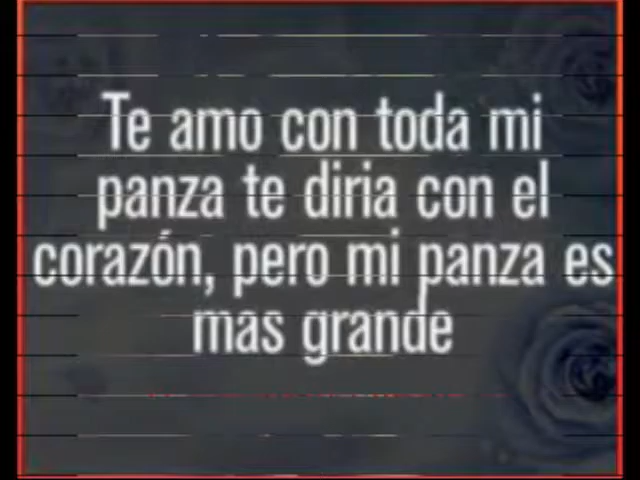 Te amo con toda mi
panza te diria con el
corazón, pero mi panza es
mas grande